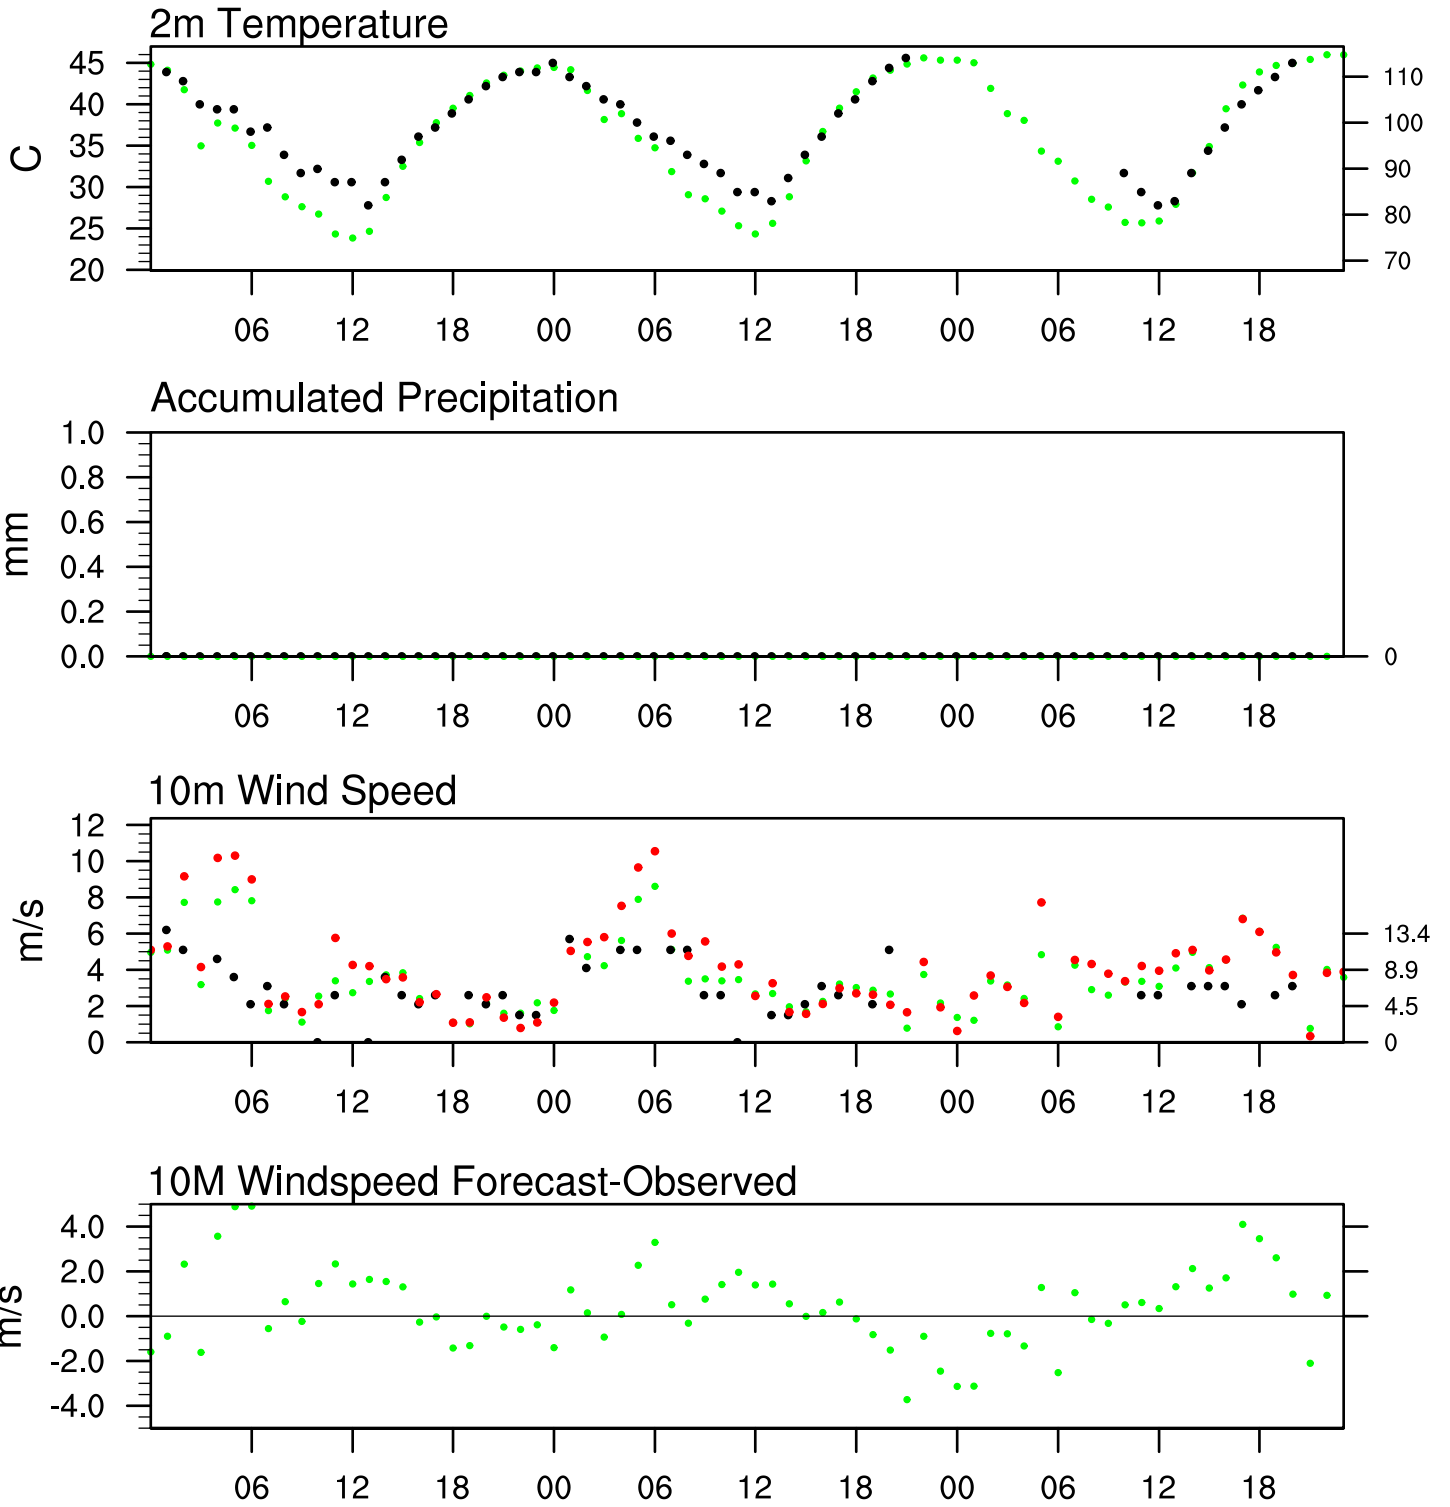 2m Temperature
45
40
35
30
25
20
C
110
100
90
80
70
06 12 18 00 06 12 18 00 06 12 18
Accumulated Precipitation
1.0
0.8
0.6
0.4
0.2
0.0
mm
0
06 12 18 00 06 12 18 00 06 12 18
10m Wind Speed
12
10
8
6
4
2
0
m/s
13.4
8.9
4.5
0
06 12 18 00 06 12 18 00 06 12 18
10M Windspeed Forecast-Observed
4.0
2.0
0.0
-2.0
-4.0
m/s
06 12 18 00 06 12 18 00 06 12 18